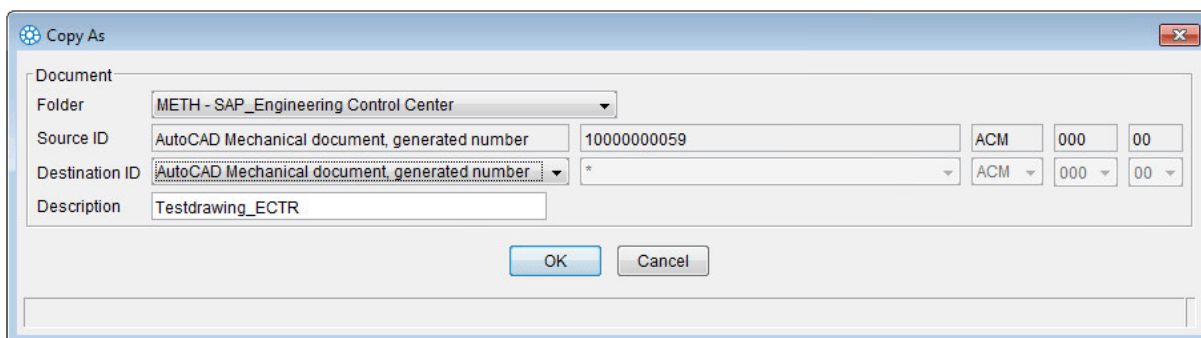 Copy As
Document
Folder METH - SAP_Engineering Control Center
Source ID AutoCAD Mechanical document, generated number 10000000059 ACM 000 00
Destination ID AutoCAD Mechanical document, generated number * ACM 000 00
Description Testdrawing_ECTR
OK Cancel